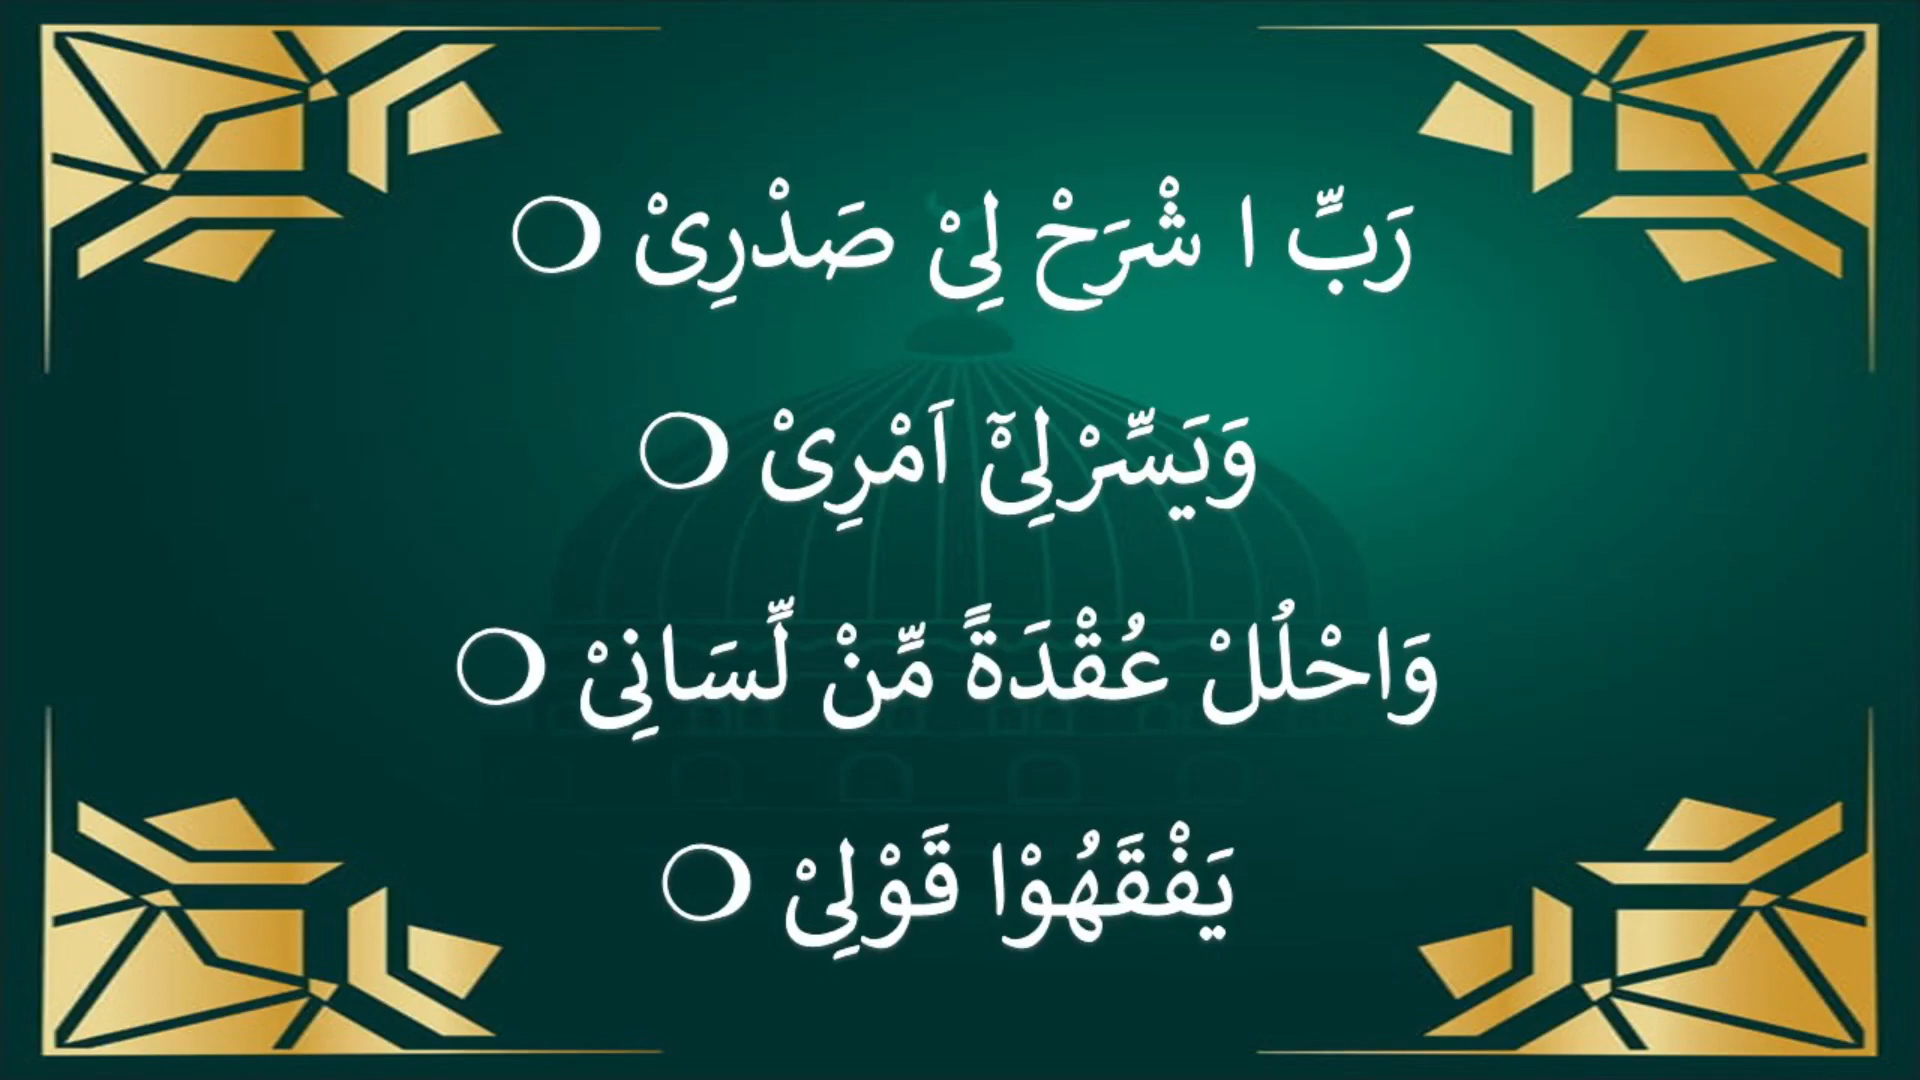 رَبِّ ا شْرَحْ لِیْ صَدْرِیْ ❍
وَیَسِّرْلِیْۤ اَمْرِیْ ❍
وَاحْلُلْ عُقْدَةً مِّنْ لِّسَانِیْ ❍
یَفْقَهُوْا قَوْلِیْ ❍